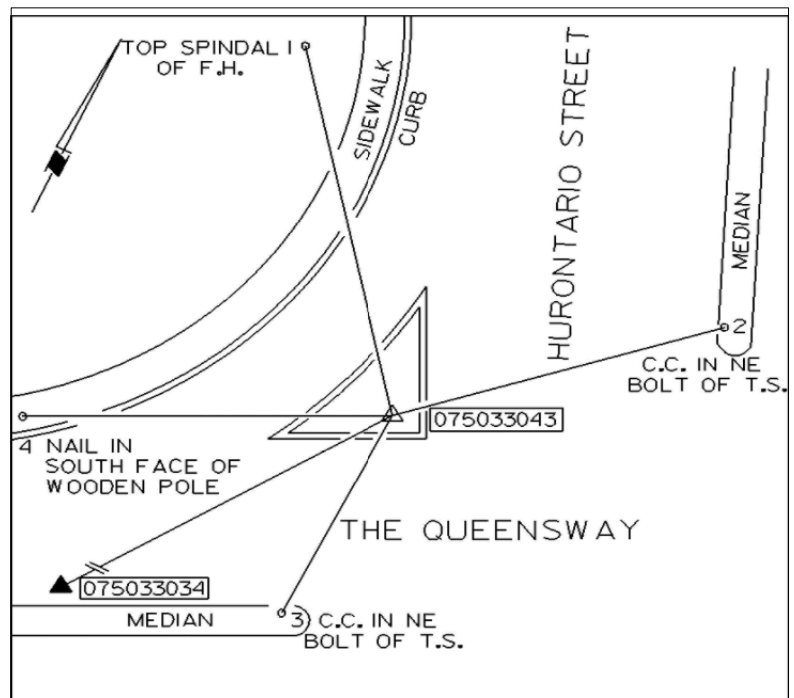 TOP SPINDAL 1
OF F.H.
SIDEWALK
CURB
HURONTARIO STREET
MEDIAN
2
C.C. IN NE
BOLT OF T.S.
075033043
4 NAIL IN
SOUTH FACE OF
WOODEN POLE
THE QUEENSWAY
075033034
MEDIAN
3 C.C. IN NE
BOLT OF T.S.